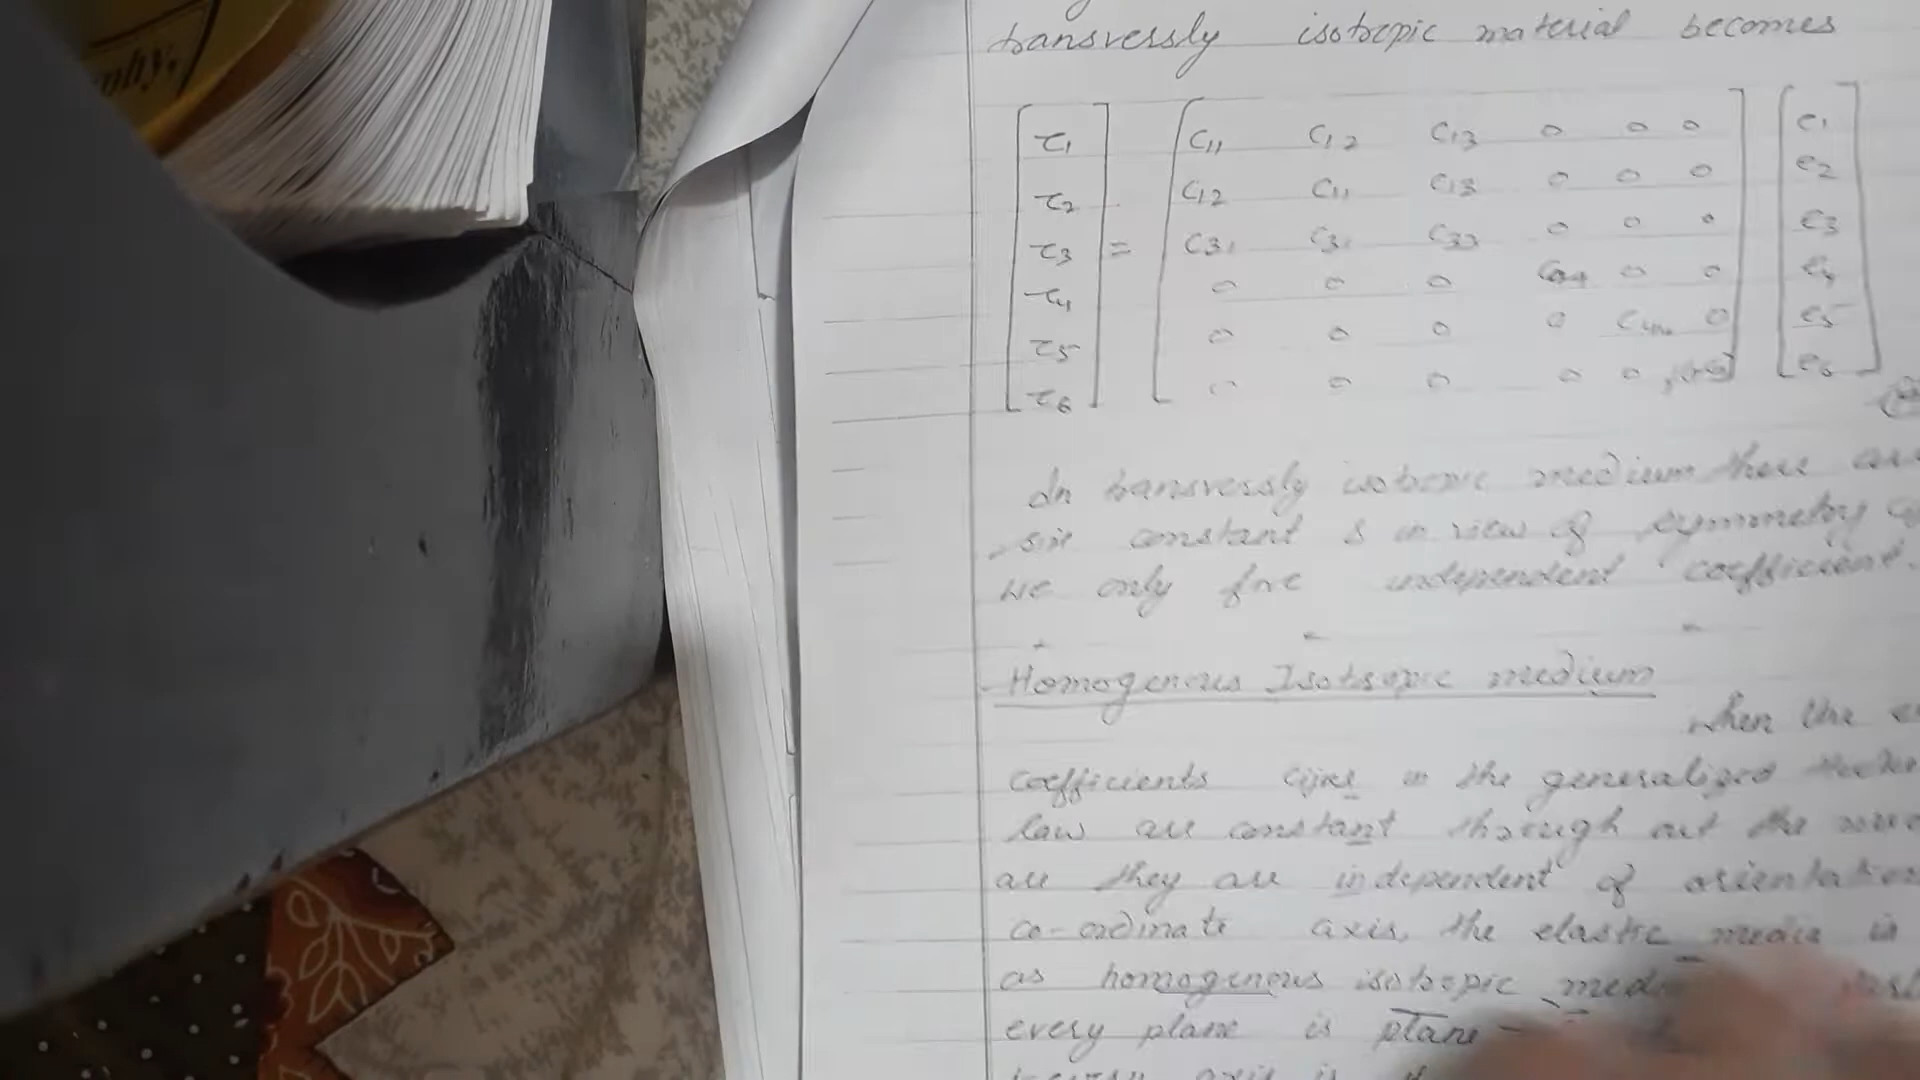 transversly isotropic material becomes
τ1 C11 C12 C13 0 0 0 e1
τ2 C12 C11 C13 0 0 0 e2
τ3 = C31 C31 C33 0 0 0 e3
τ4 0 0 0 C44 0 0 e4
τ5 0 0 0 0 C44 0 e5
τ6 0 0 0 0 0 e6
In transversly isotropic medium there are
six constant & in view of symmetry
we only five independent coefficient.
Homogenous Isotropic medium
when the
coefficients Cijkl in the generalized Hooke
law are constant through out the
are they are independent of orientation
co-ordinate axis, the elastic media is
as homogenous isotropic
every plane is plane
every axis is